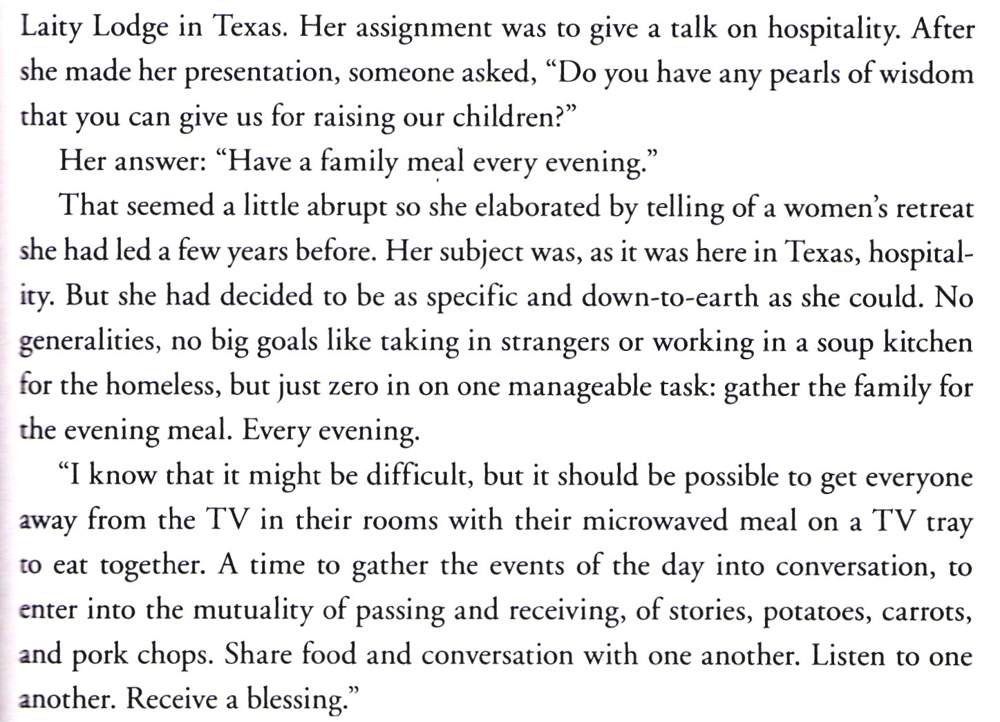 Laity Lodge in Texas. Her assignment was to give a talk on hospitality. After
she made her presentation, someone asked, “Do you have any pearls of wisdom
that you can give us for raising our children?”
Her answer: “Have a family meal every evening.”
That seemed a little abrupt so she elaborated by telling of a women’s retreat
she had led a few years before. Her subject was, as it was here in Texas, hospital-
ity. But she had decided to be as specific and down-to-earth as she could. No
generalities, no big goals like taking in strangers or working in a soup kitchen
for the homeless, but just zero in on one manageable task: gather the family for
the evening meal. Every evening.
“I know that it might be difficult, but it should be possible to get everyone
away from the TV in their rooms with their microwaved meal on a TV tray
to eat together. A time to gather the events of the day into conversation, to
enter into the mutuality of passing and receiving, of stories, potatoes, carrots,
and pork chops. Share food and conversation with one another. Listen to one
another. Receive a blessing.”